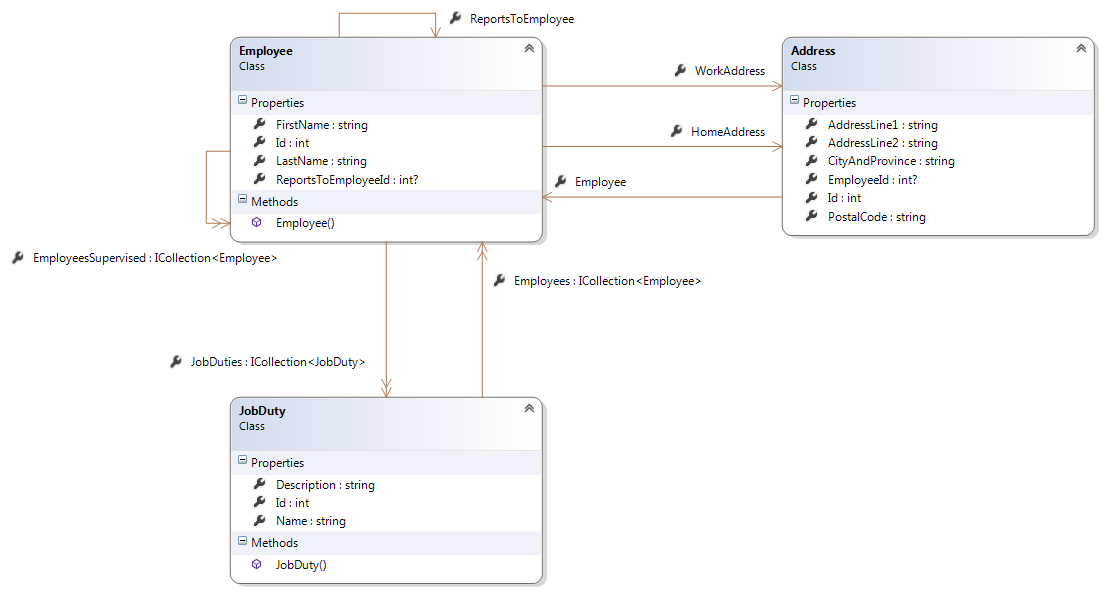 ReportsToEmployee
Employee
Class
Properties
FirstName : string
Id : int
LastName : string
ReportsToEmployeeId : int?
Methods
Employee()
WorkAddress
HomeAddress
Employee
Address
Class
Properties
AddressLine1 : string
AddressLine2 : string
CityAndProvince : string
EmployeeId : int?
Id : int
PostalCode : string
EmployeesSupervised : ICollection<Employee>
Employees : ICollection<Employee>
JobDuties : ICollection<JobDuty>
JobDuty
Class
Properties
Description : string
Id : int
Name : string
Methods
JobDuty()